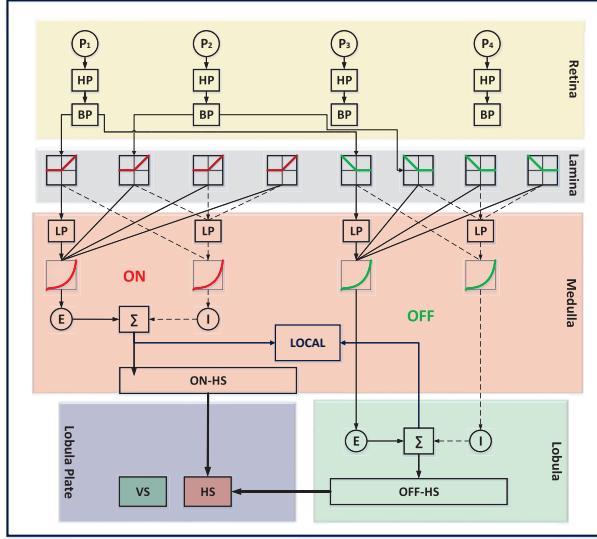 P1 P2 P3 P4
HP HP HP HP
BP BP BP BP
Retina
Lamina
LP LP LP LP
ON
OFF
Medulla
E Σ I
LOCAL
ON-HS
Lobula Plate
VS HS
E Σ I
OFF-HS
Lobula